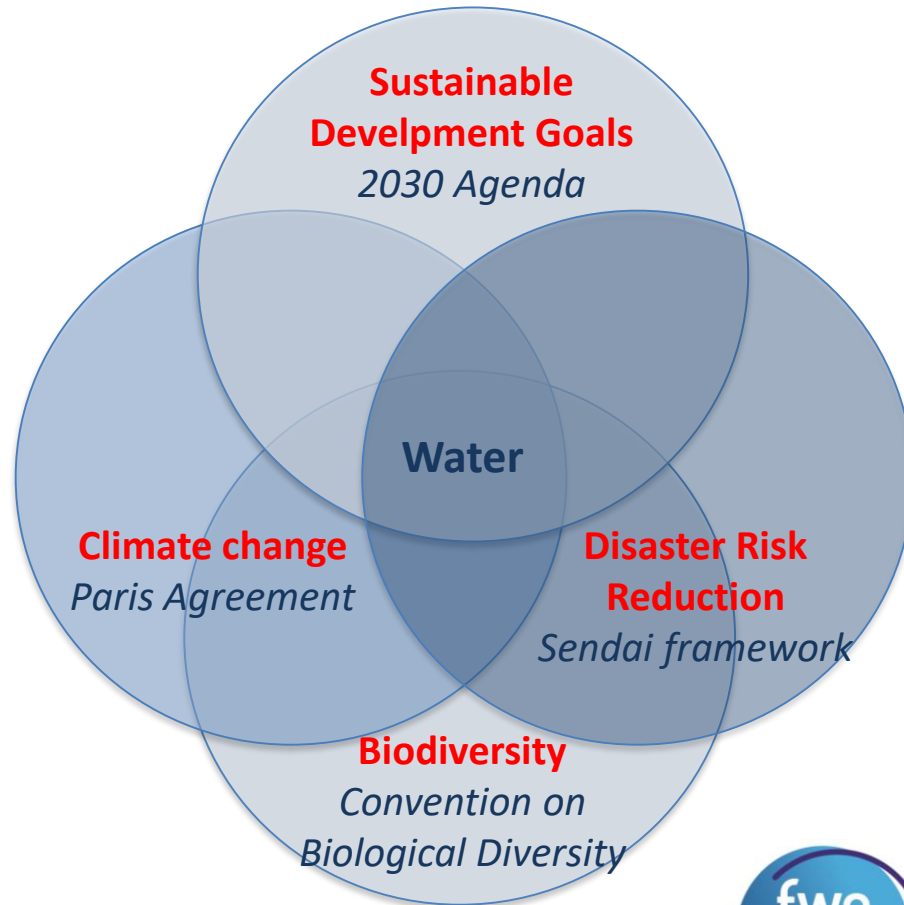 Sustainable
Develpment Goals
2030 Agenda
Water
Climate change
Paris Agreement
Disaster Risk
Reduction
Sendai framework
Biodiversity
Convention on
Biological Diversity